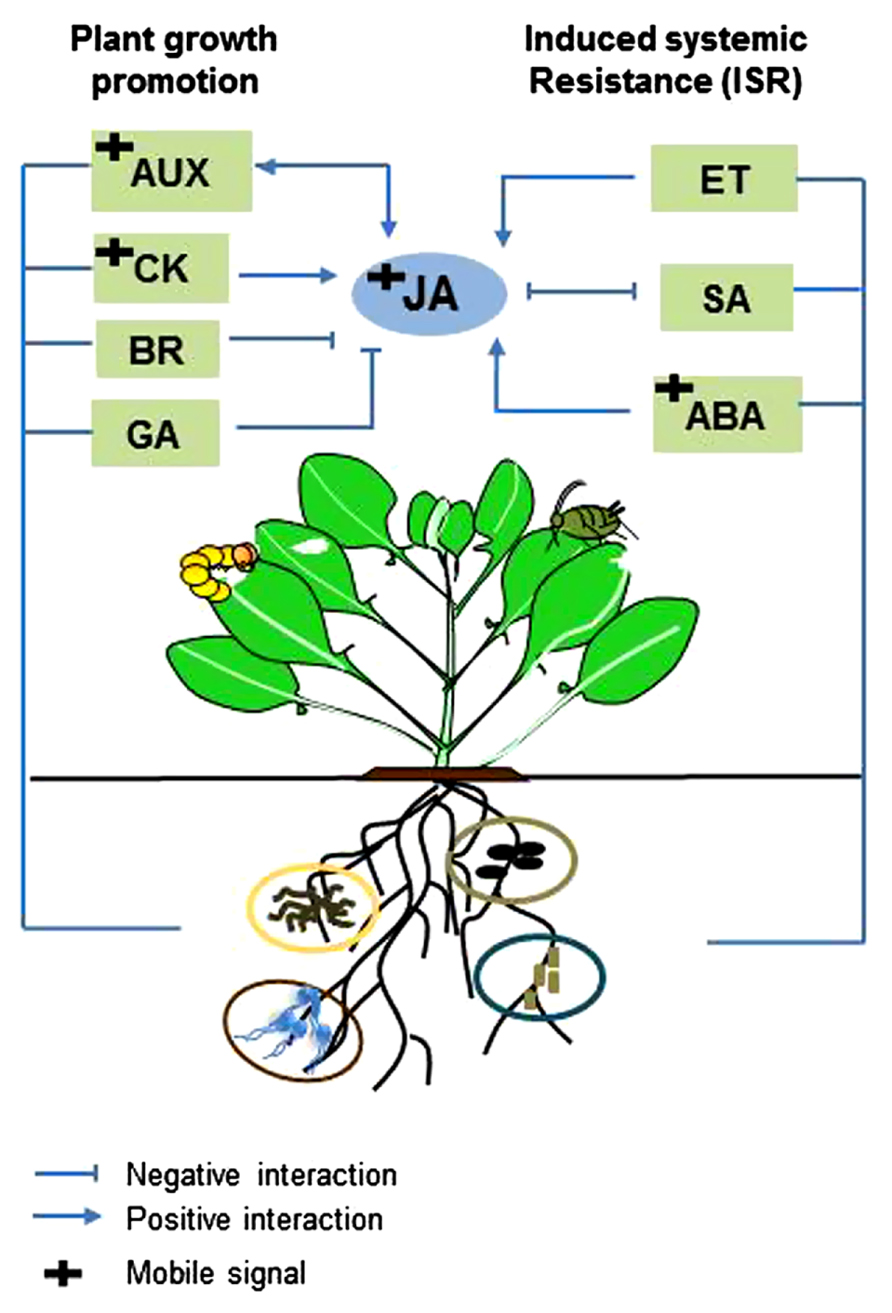 Plant growth
promotion
Induced systemic
Resistance (ISR)
AUX
CK
BR
GA
JA
ET
SA
ABA
Negative interaction
Positive interaction
Mobile signal